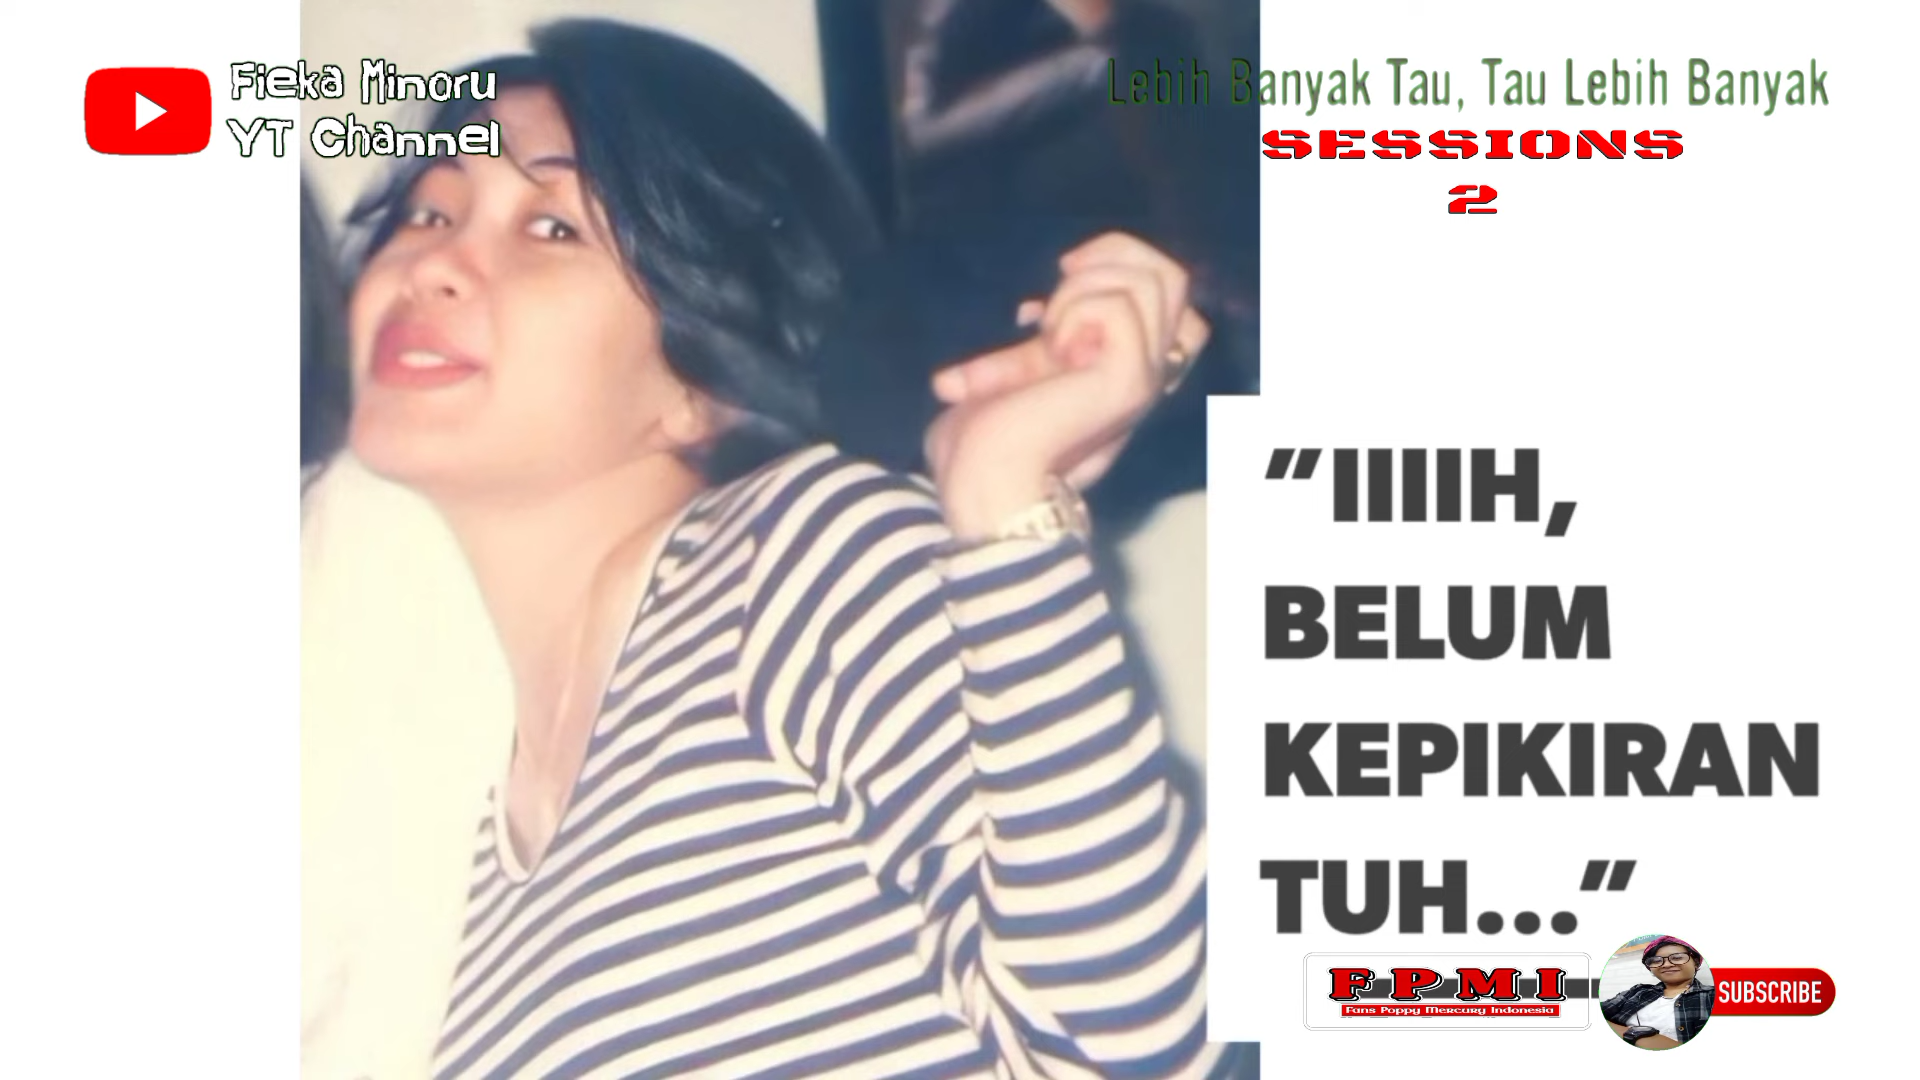 Fieka Minoru
YT Channel
Lebih Banyak Tau, Tau Lebih Banyak
SESSIONS
2
"IIIIH,
BELUM
KEPIKIRAN
TUH..."
FPMI
Fans Poppy Mercury Indonesia
SUBSCRIBE